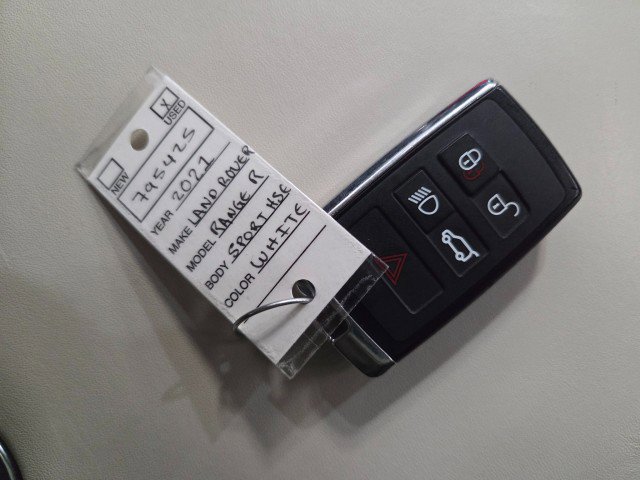 NEW X USED
795425
YEAR 2021
MAKE LAND ROVER
MODEL RANGE R
BODY SPORT HSE
COLOR WHITE